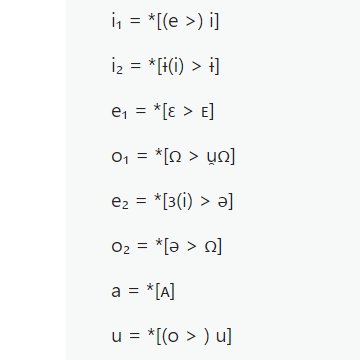 i₁ = *[(e >) i]
i₂ = *[ɨ(i) > ɨ]
e₁ = *[ɛ > ᴇ]
o₁ = *[Ω > u̯Ω]
e₂ = *[ɜ(i) > ə]
o₂ = *[ə > Ω]
a = *[ᴀ]
u = *[(o > ) u]